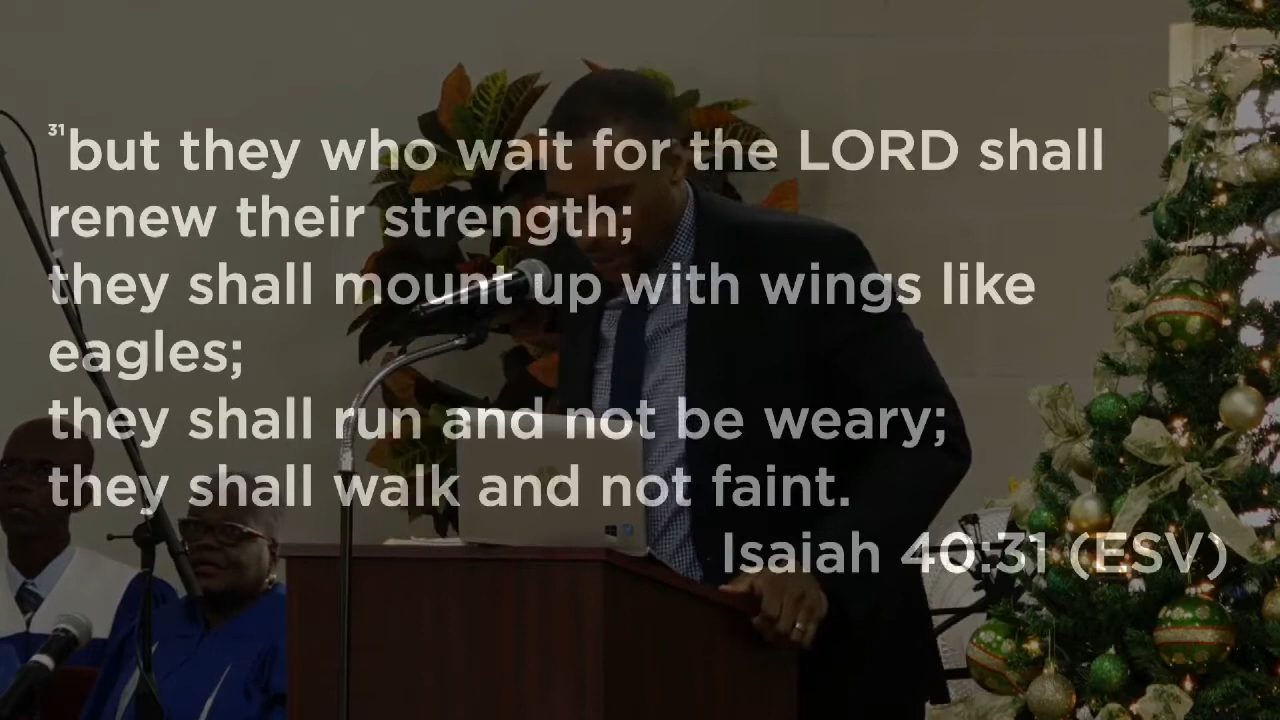 31but they who wait for the LORD shall
renew their strength;
they shall mount up with wings like
eagles;
they shall run and not be weary;
they shall walk and not faint.
Isaiah 40:31 (ESV)